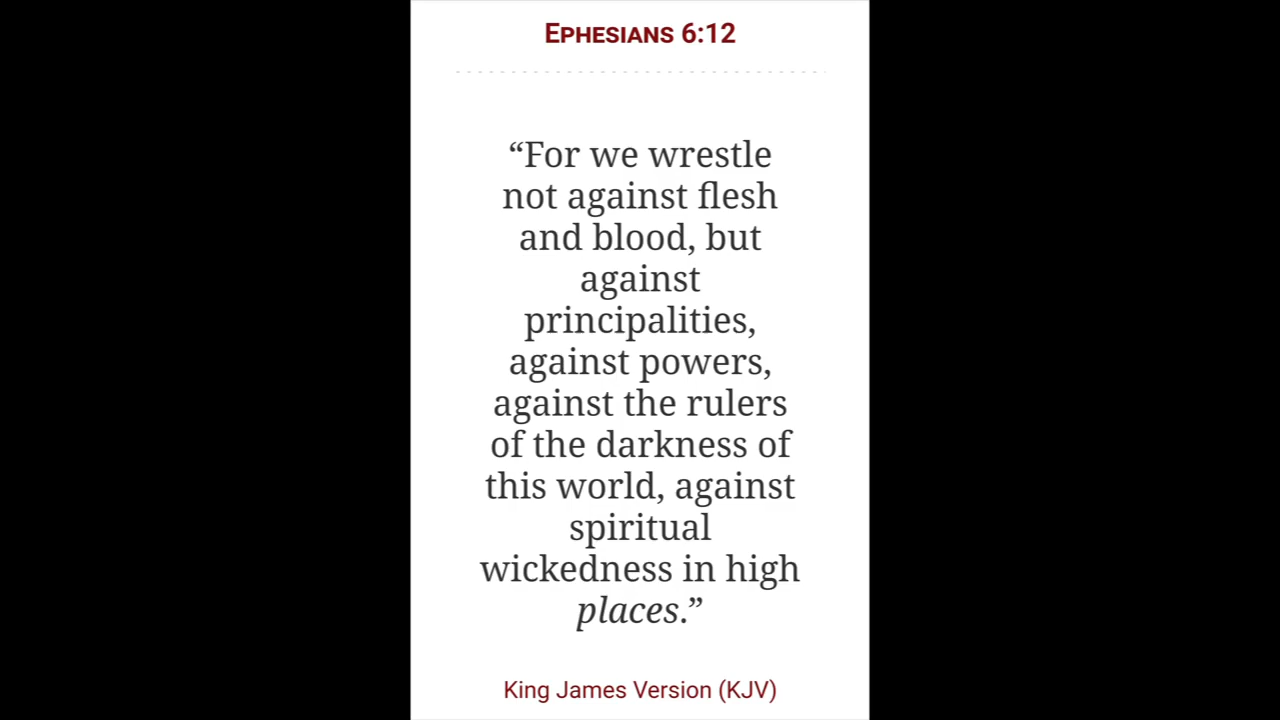 Ephesians 6:12
“For we wrestle
not against flesh
and blood, but
against
principalities,
against powers,
against the rulers
of the darkness of
this world, against
spiritual
wickedness in high
places.”
King James Version (KJV)